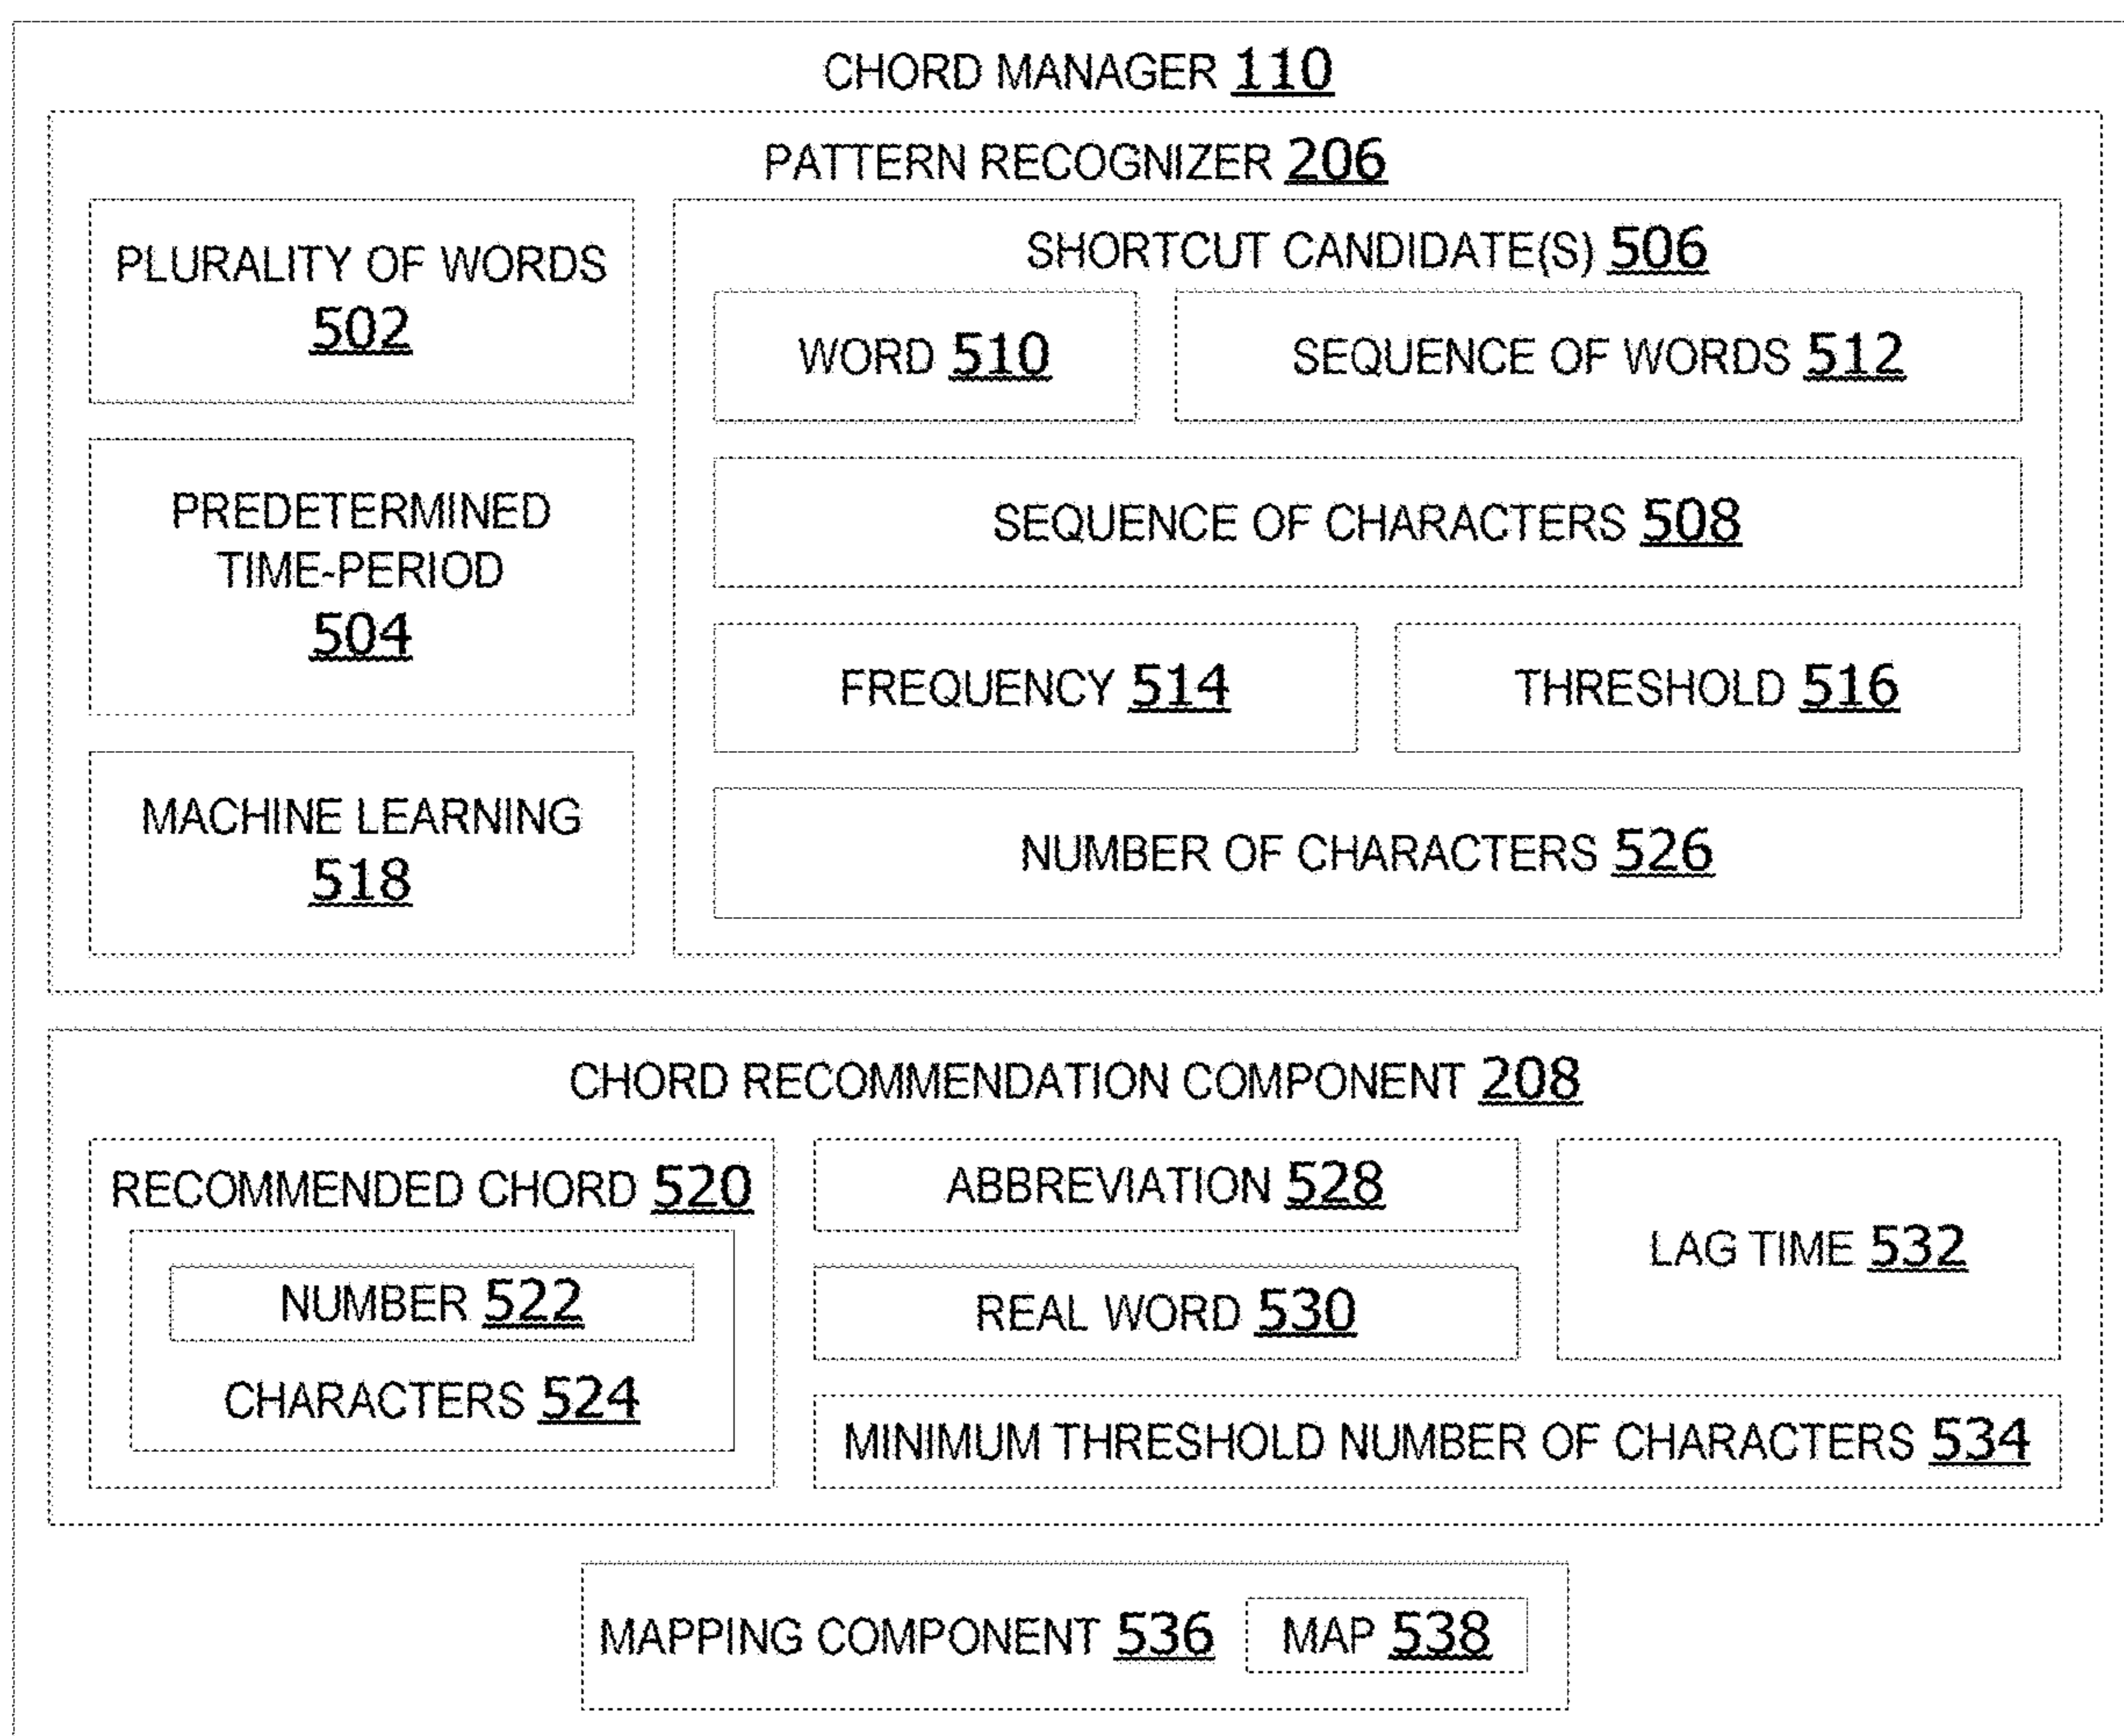 CHORD MANAGER 110
PATTERN RECOGNIZER 206
PLURALITY OF WORDS
502
PREDETERMINED
TIME-PERIOD
504
MACHINE LEARNING
518
SHORTCUT CANDIDATE(S) 506
WORD 510
SEQUENCE OF WORDS 512
SEQUENCE OF CHARACTERS 508
FREQUENCY 514
THRESHOLD 516
NUMBER OF CHARACTERS 526
CHORD RECOMMENDATION COMPONENT 208
RECOMMENDED CHORD 520
NUMBER 522
CHARACTERS 524
ABBREVIATION 528
REAL WORD 530
LAG TIME 532
MINIMUM THRESHOLD NUMBER OF CHARACTERS 534
MAPPING COMPONENT 536
MAP 538